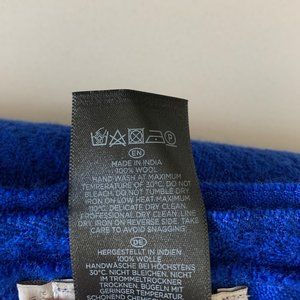 EN
MADE IN INDIA
100% WOOL
HAND WASH AT MAXIMUM
TEMPERATURE OF 30°C. DO NOT
BLEACH. DO NOT TUMBLE DRY.
IRON ON LOW HEAT. MAXIMUM
110°C. DELICATE DRY CLEAN.
PROFESSIONAL DRY CLEAN. LINE
DRY. IRON ON REVERSE SIDE. TAKE
CARE TO AVOID SNAGGING.
DE
HERGESTELLT IN INDIEN
100% WOLLE
HANDWÄSCHE BEI HÖCHSTENS
30°C. NICHT BLEICHEN. NICHT
IM TROMMELTROCKNER
TROCKNEN. BÜGELN MIT
GERINGER TEMPERATUR
SCHONEND CHEMISCH